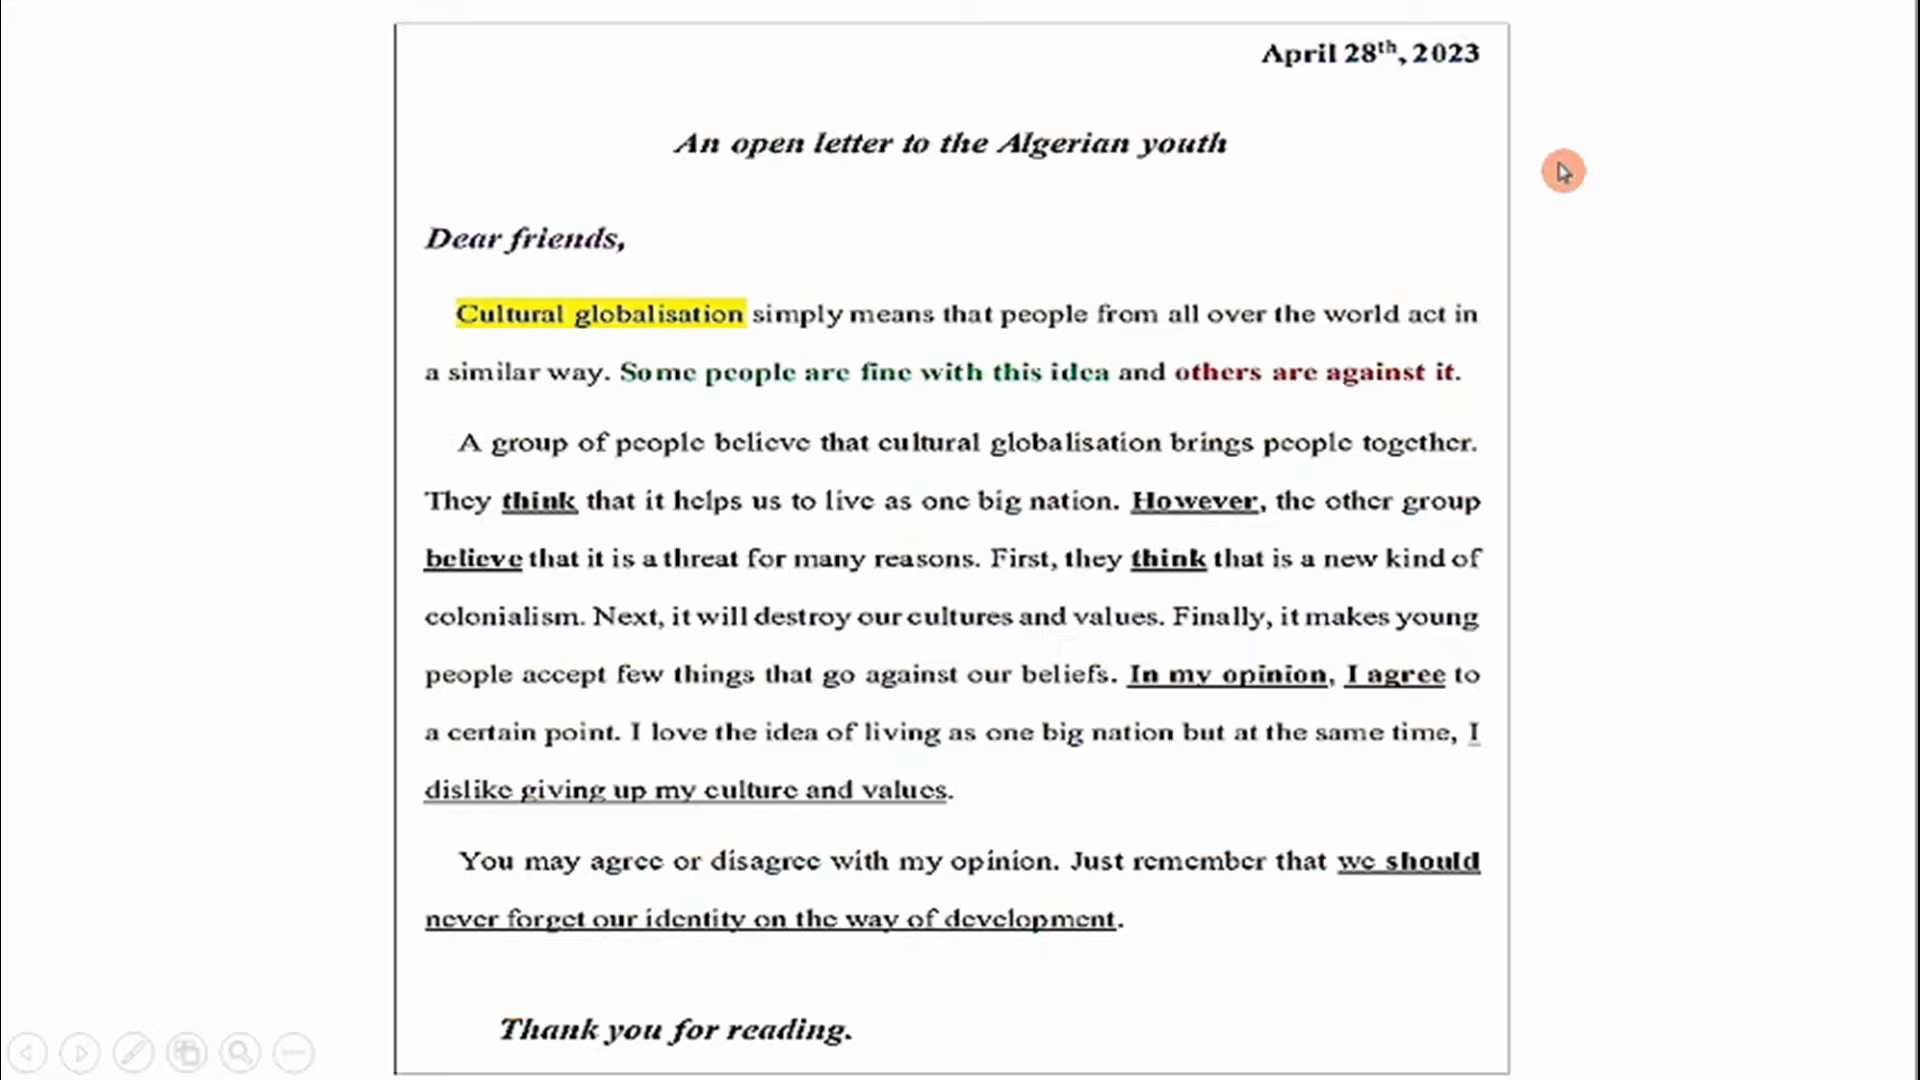 April 28th, 2023
An open letter to the Algerian youth
Dear friends,
Cultural globalisation simply means that people from all over the world act in
a similar way. Some people are fine with this idea and others are against it.
A group of people believe that cultural globalisation brings people together.
They think that it helps us to live as one big nation. However, the other group
believe that it is a threat for many reasons. First, they think that is a new kind of
colonialism. Next, it will destroy our cultures and values. Finally, it makes young
people accept few things that go against our beliefs. In my opinion, I agree to
a certain point. I love the idea of living as one big nation but at the same time, I
dislike giving up my culture and values.
You may agree or disagree with my opinion. Just remember that we should
never forget our identity on the way of development.
Thank you for reading.